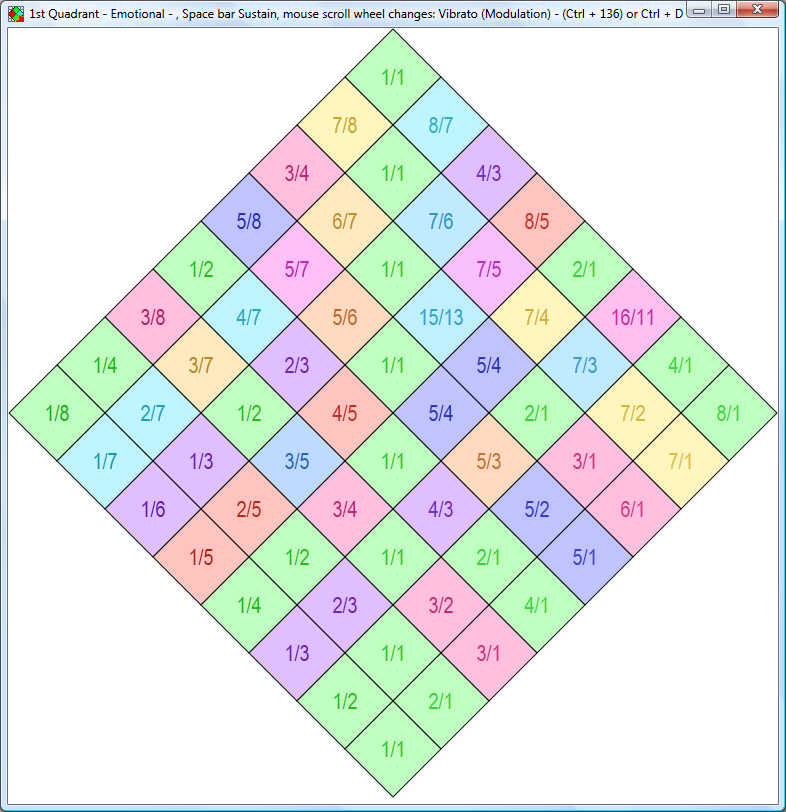 1st Quadrant - Emotional - , Space bar Sustain, mouse scroll wheel changes: Vibrato (Modulation) - (Ctrl + 136) or Ctrl + D
1/1
7/8 8/7
3/4 1/1 4/3
5/8 6/7 7/6 8/5
1/2 5/7 1/1 7/5 2/1
3/8 4/7 5/6 15/13 7/4 16/11
1/4 3/7 2/3 1/1 5/4 7/3 4/1
1/8 2/7 1/2 4/5 5/4 2/1 7/2 8/1
1/7 1/3 3/5 1/1 5/3 3/1 7/1
1/6 2/5 3/4 4/3 5/2 6/1
1/5 1/2 1/1 2/1 5/1
1/4 2/3 3/2 4/1
1/3 1/1 3/1
1/2 2/1
1/1